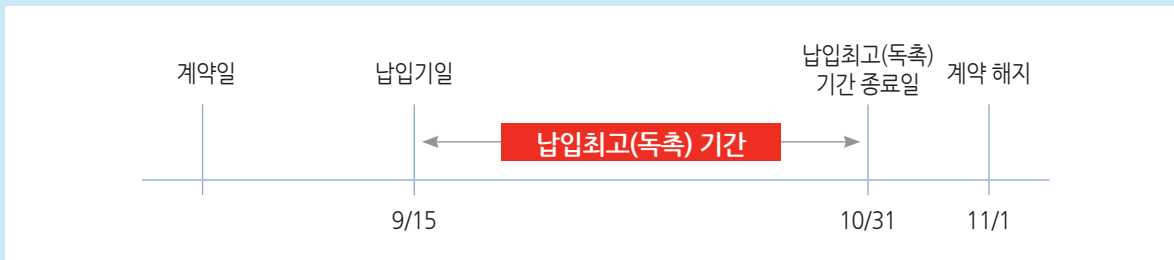 계약일
납입기일
납입최고(독촉)
기간 종료일
계약 해지
납입최고(독촉) 기간
9/15
10/31
11/1